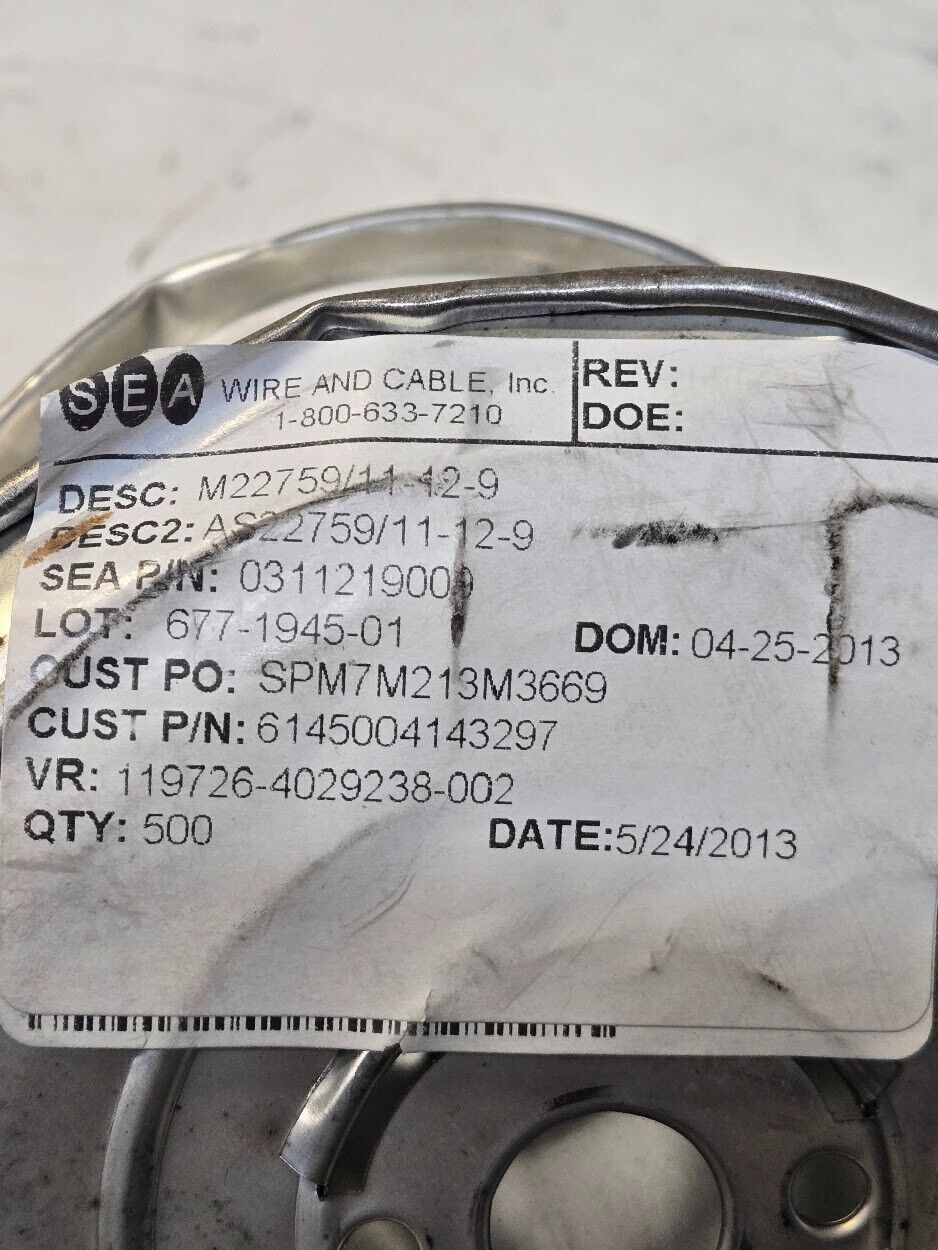 SEA WIRE AND CABLE, Inc.
1-800-633-7210
REV:
DOE:
DESC: M22759/11-12-9
DESC2: AS22759/11-12-9
SEA P/N: 0311219009
LOT: 677-1945-01
DOM: 04-25-2013
CUST PO: SPM7M213M3669
CUST P/N: 6145004143297
VR: 119726-4029238-002
QTY: 500
DATE:5/24/2013